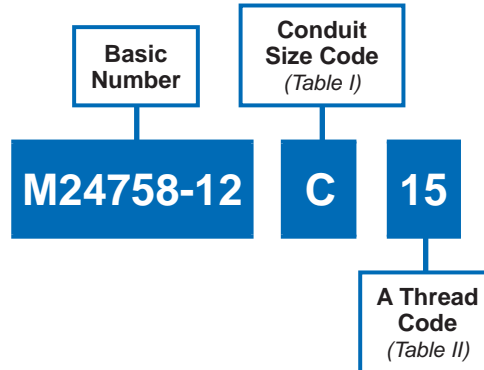 Basic
Number
Conduit
Size Code
(Table I)
M24758-12
C
15
A Thread
Code
(Table II)